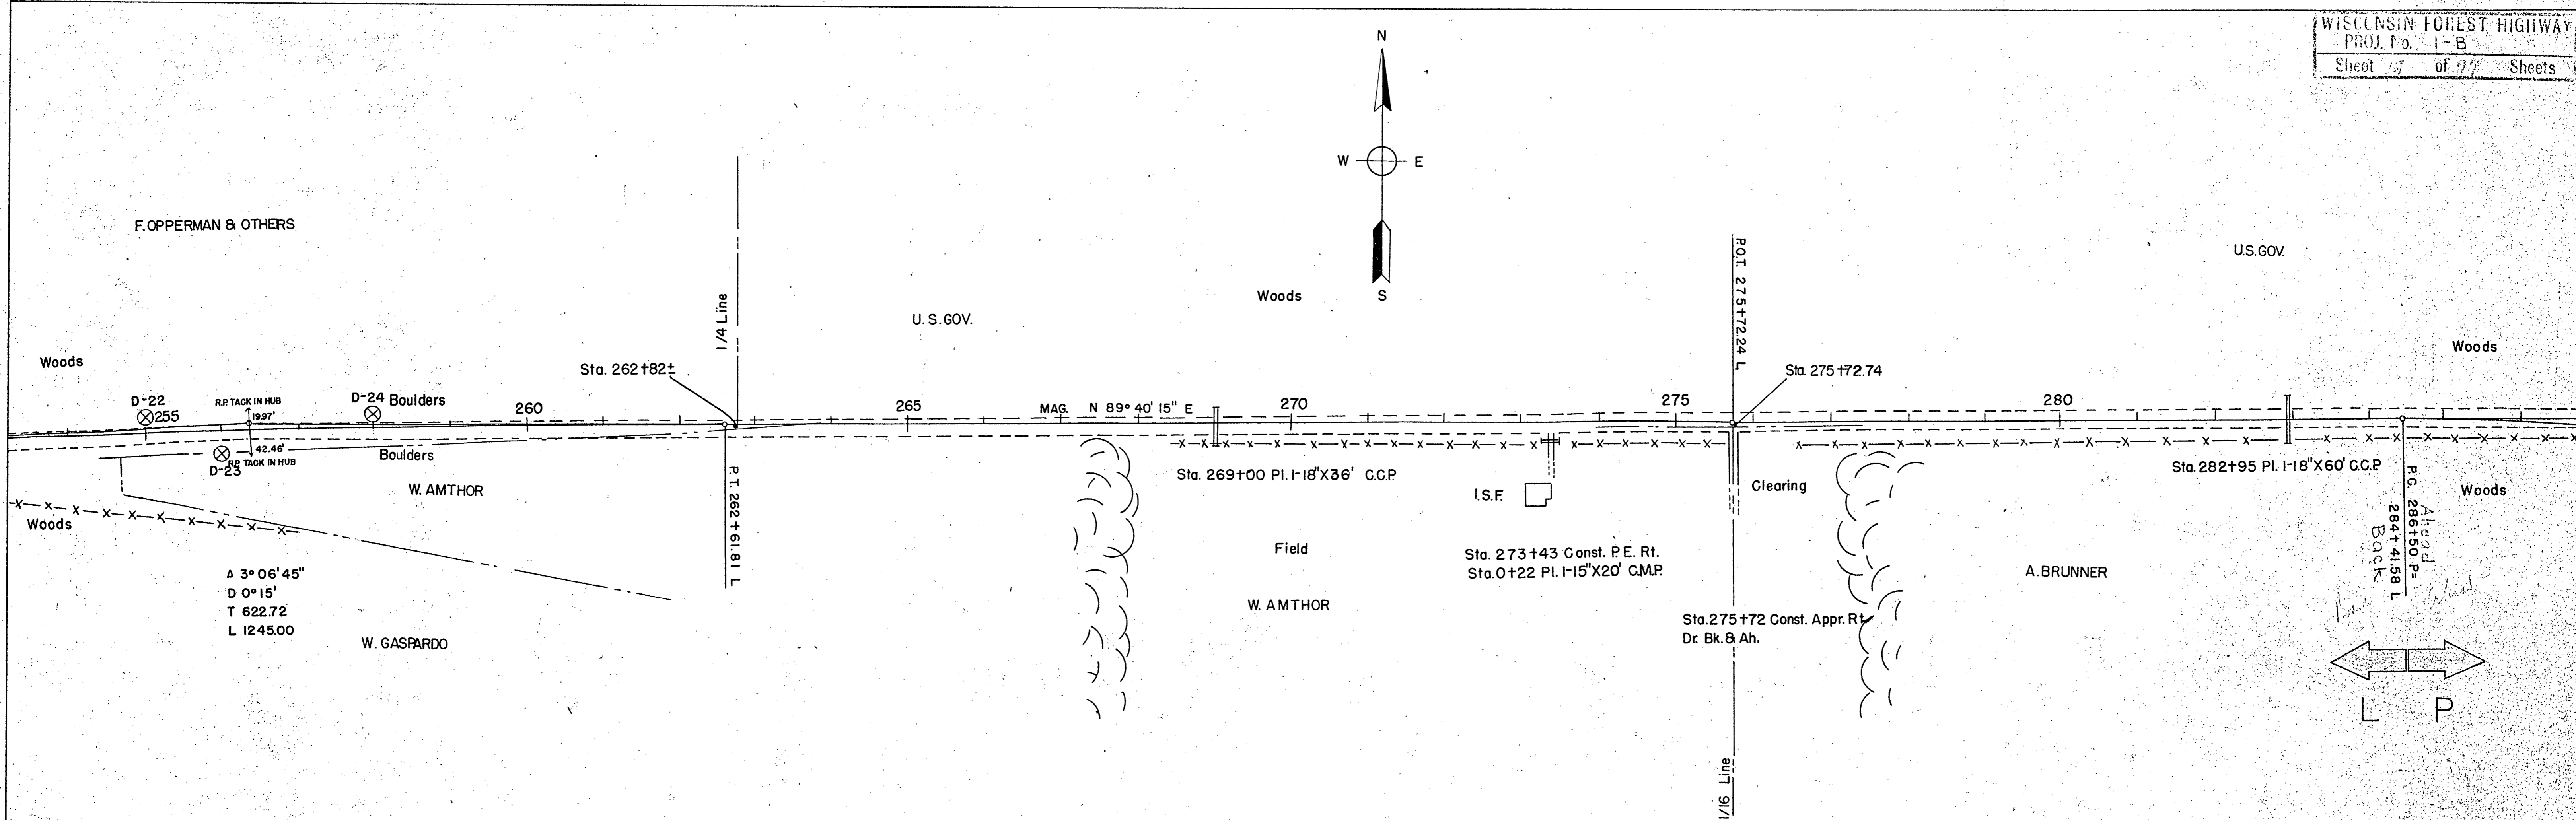 WISCONSIN FOREST HIGHWAY
PROJ. No. 1-B
Sheet of Sheets
N
W
E
S
F. OPPERMAN & OTHERS
U.S. GOV.
Woods
U.S. GOV.
1/4 Line
P.O.T. 275+72.24 L
Woods
Sta. 262+82±
Sta. 275+72.74
Woods
D-22
255
R.P. TACK IN HUB
19.97'
D-24 Boulders
260
265
MAG. N 89° 40' 15" E
270
275
280
D-23
42.46'
R.P. TACK IN HUB
Boulders
W. AMTHOR
Woods
P.T. 262+61.81 L
Sta. 269+00 Pl. 1-18"X36' C.C.P.
I.S.F.
Clearing
Sta. 282+95 Pl. 1-18"X60' C.C.P
Woods
Ahead
P.C. 286+50 P=
284+41.58 L
Back
Field
Sta. 273+43 Const. P.E. Rt.
Sta. 0+22 Pl. 1-15"X20' C.M.P.
A. BRUNNER
Δ 3° 06' 45"
D 0° 15'
T 622.72
L 1245.00
W. AMTHOR
Sta. 275+72 Const. Appr. Rt.
Dr. Bk. & Ah.
W. GASPARDO
L P
1/16 Line